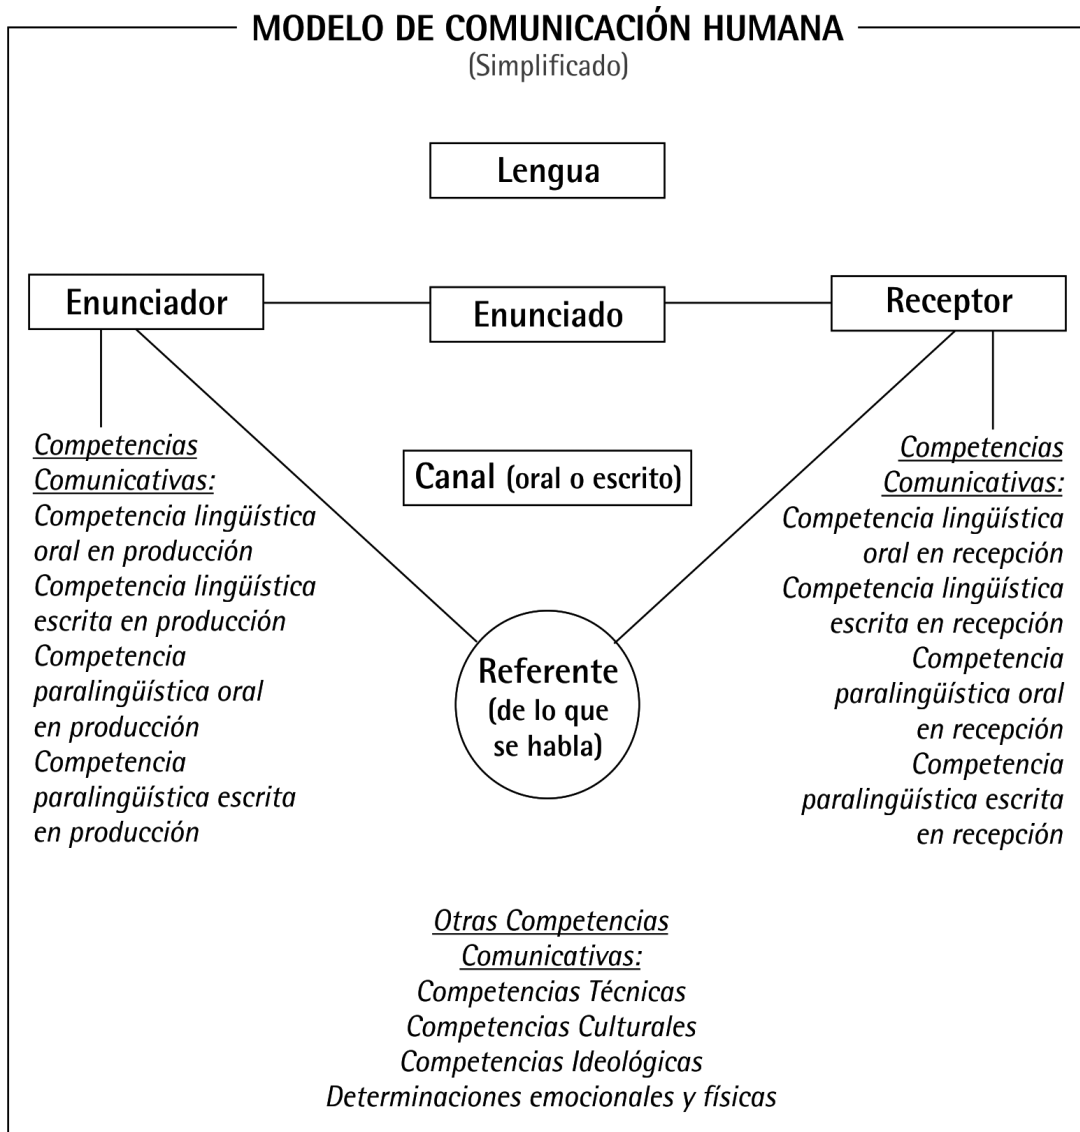 MODELO DE COMUNICACIÓN HUMANA
(Simplificado)
Lengua
Enunciador
Enunciado
Receptor
Competencias
Comunicativas:
Competencia lingüística
oral en producción
Competencia lingüística
escrita en producción
Competencia
paralingüística oral
en producción
Competencia
paralingüística escrita
en producción
Canal (oral o escrito)
Referente
(de lo que
se habla)
Competencias
Comunicativas:
Competencia lingüística
oral en recepción
Competencia lingüística
escrita en recepción
Competencia
paralingüística oral
en recepción
Competencia
paralingüística escrita
en recepción
Otras Competencias
Comunicativas:
Competencias Técnicas
Competencias Culturales
Competencias Ideológicas
Determinaciones emocionales y físicas